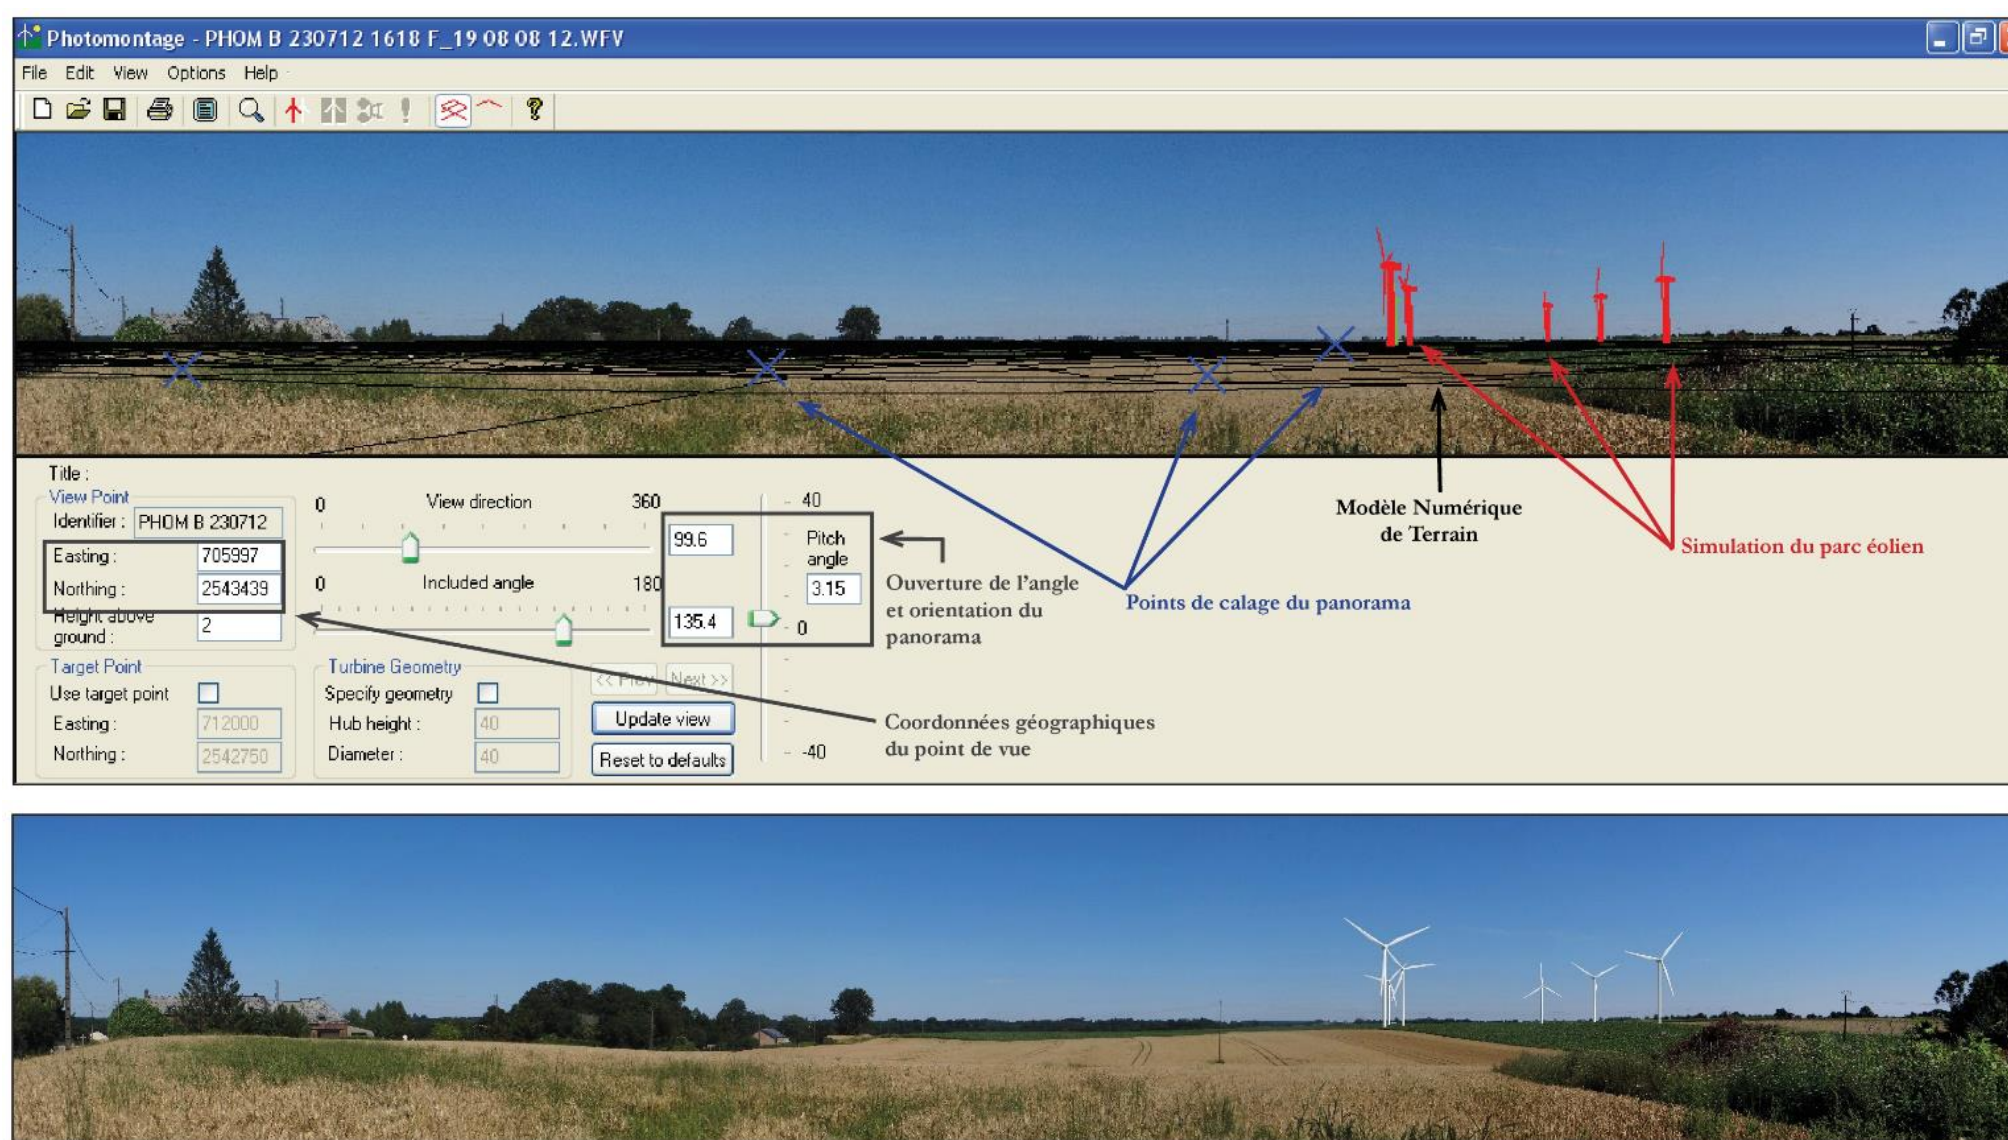 Photomontage - PHOM B 230712 1618 F_19 08 08 12.WFV
File Edit View Options Help
Title :
View Point
Identifier : PHOM B 230712
Easting : 705997
Northing : 2543439
Height above
ground : 2
0 View direction 360
99.6
0 Included angle 180
135.4
40
Pitch
angle
3.15
0
-40
Target Point
Use target point
Easting : 712000
Northing : 2542750
Turbine Geometry
Specify geometry
Hub height : 40
Diameter : 40
<< Prev Next >>
Update view
Reset to defaults
Ouverture de l'angle
et orientation du
panorama
Coordonnées géographiques
du point de vue
Points de calage du panorama
Modèle Numérique
de Terrain
Simulation du parc éolien